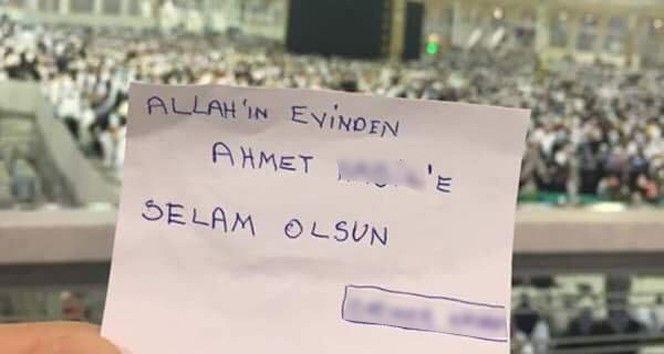 ALLAH'IN EVİNDEN
AHMET 'E
SELAM OLSUN